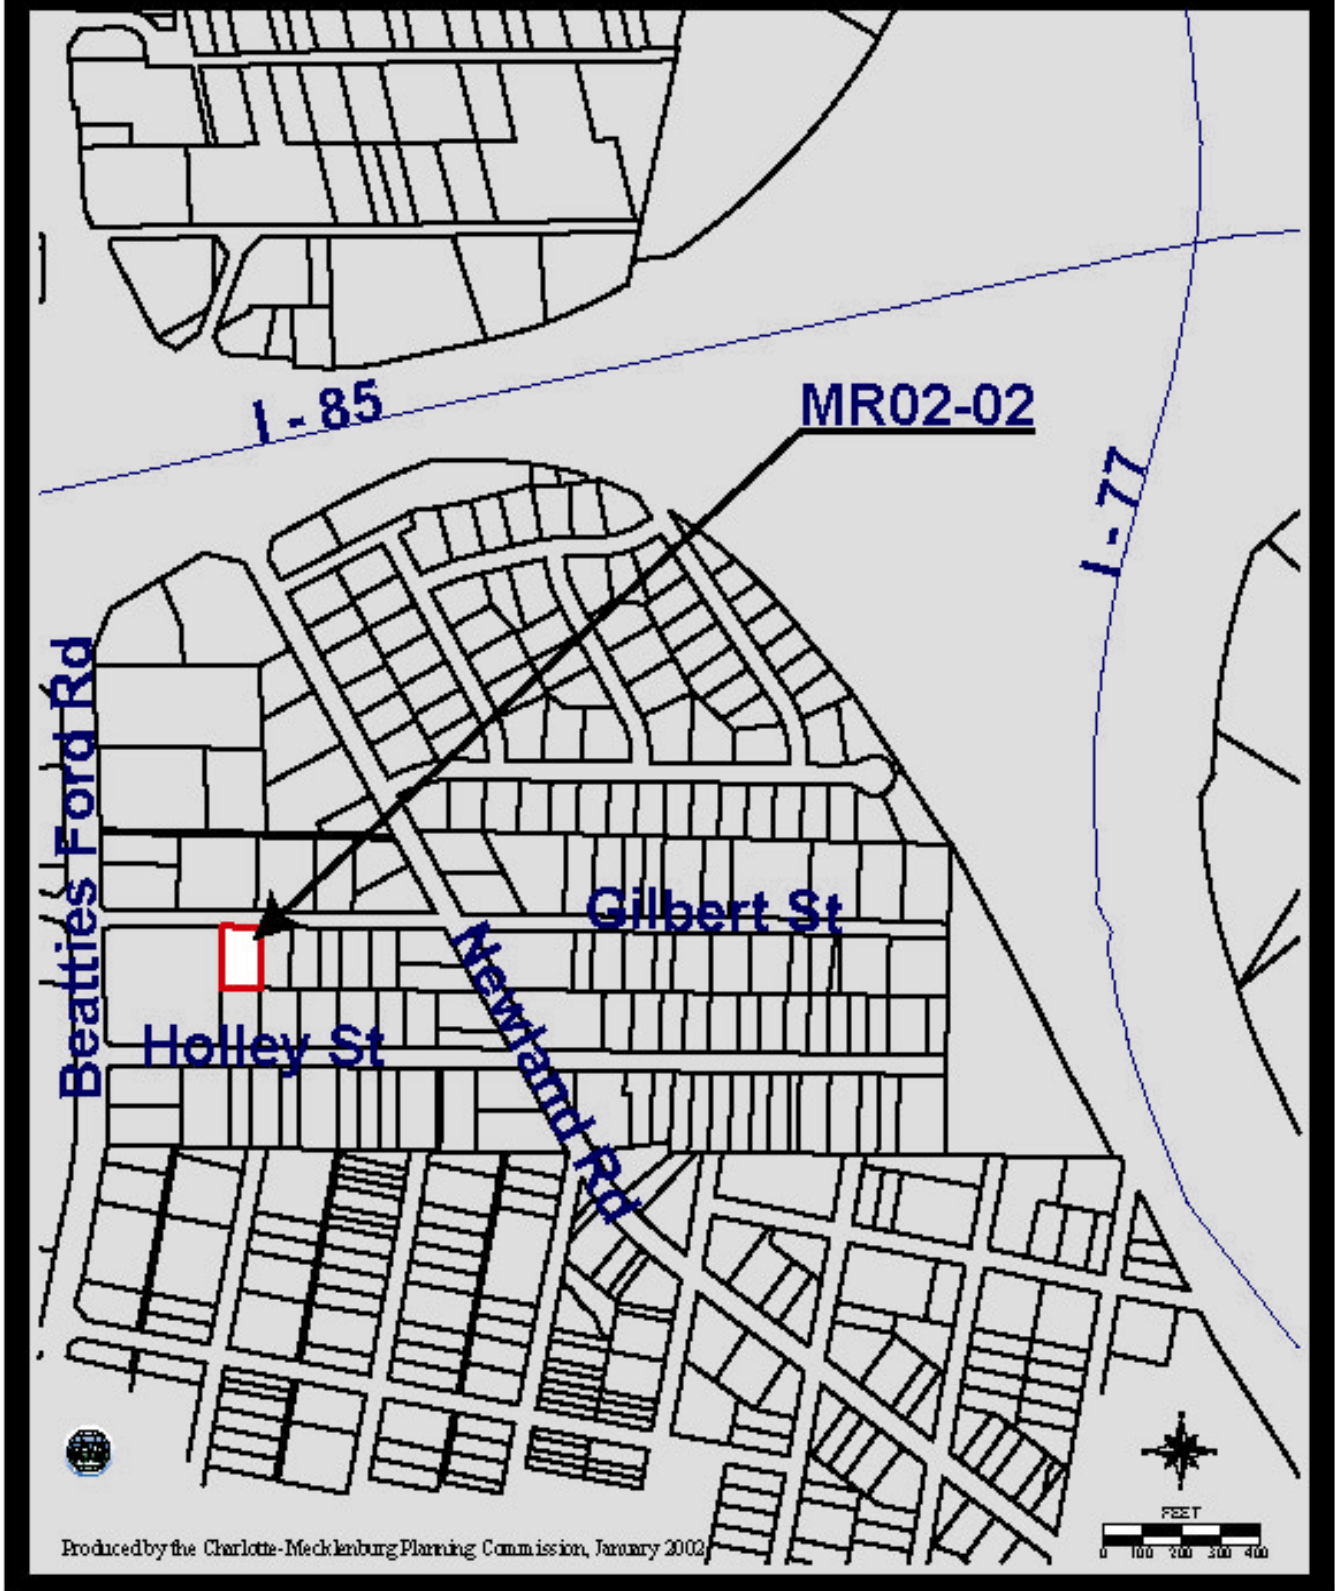 I - 85
MR02-02
I - 77
Beatties Ford Rd
Gilbert St
Newland Rd
Holley St
FEET
0 100 200 300 400
Produced by the Charlotte-Mecklenburg Planning Commission, January 2002